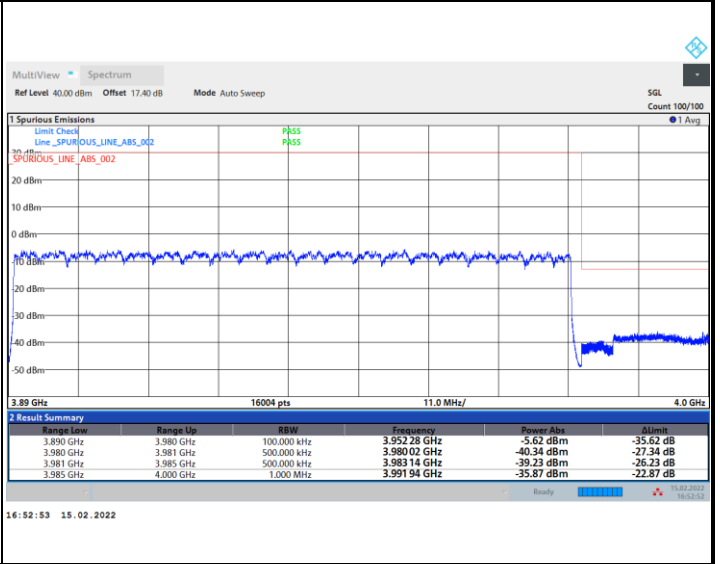 MultiView Spectrum
Ref Level 40.00 dBm Offset 17.40 dB Mode Auto Sweep SGL
Count 100/100
1 Spurious Emissions 1 Avg
Limit Check PASS
Line _SPURIOUS_LINE_ABS_002 PASS
30 dBm
_SPURIOUS_LINE_ABS_002
20 dBm
10 dBm
0 dBm
-10 dBm
-20 dBm
-30 dBm
-40 dBm
-50 dBm
3.89 GHz 16004 pts 11.0 MHz/ 4.0 GHz
2 Result Summary
Range Low Range Up RBW Frequency Power Abs ΔLimit
3.890 GHz 3.980 GHz 100.000 kHz 3.95228 GHz -5.62 dBm -35.62 dB
3.980 GHz 3.981 GHz 500.000 kHz 3.98002 GHz -40.34 dBm -27.34 dB
3.981 GHz 3.985 GHz 500.000 kHz 3.98314 GHz -39.23 dBm -26.23 dB
3.985 GHz 4.000 GHz 1.000 MHz 3.99194 GHz -35.87 dBm -22.87 dB
Ready 15.02.2022
16:52:52
16:52:53 15.02.2022